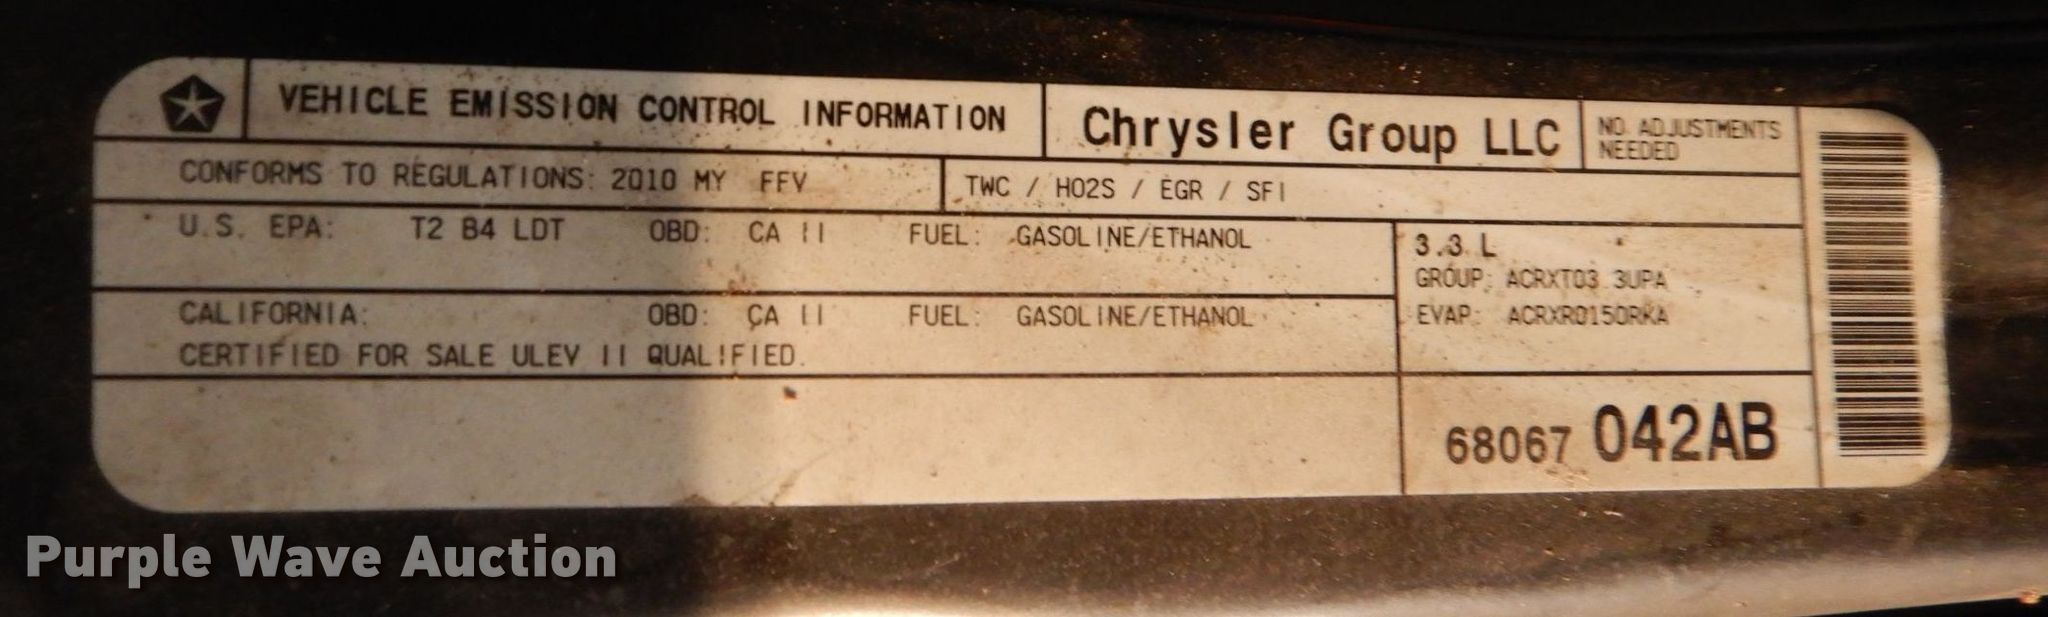 VEHICLE EMISSION CONTROL INFORMATION
Chrysler Group LLC
NO ADJUSTMENTS
NEEDED
CONFORMS TO REGULATIONS: 2010 MY FFV
TWC / HO2S / EGR / SFI
U.S. EPA: T2 B4 LDT OBD: CA II FUEL: GASOLINE/ETHANOL
3.3 L
GROUP: ACRXT03.3UPA
EVAP: ACRXR0150RKA
CALIFORNIA: OBD: CA II FUEL: GASOLINE/ETHANOL
CERTIFIED FOR SALE ULEV II QUALIFIED.
68067 042AB
Purple Wave Auction